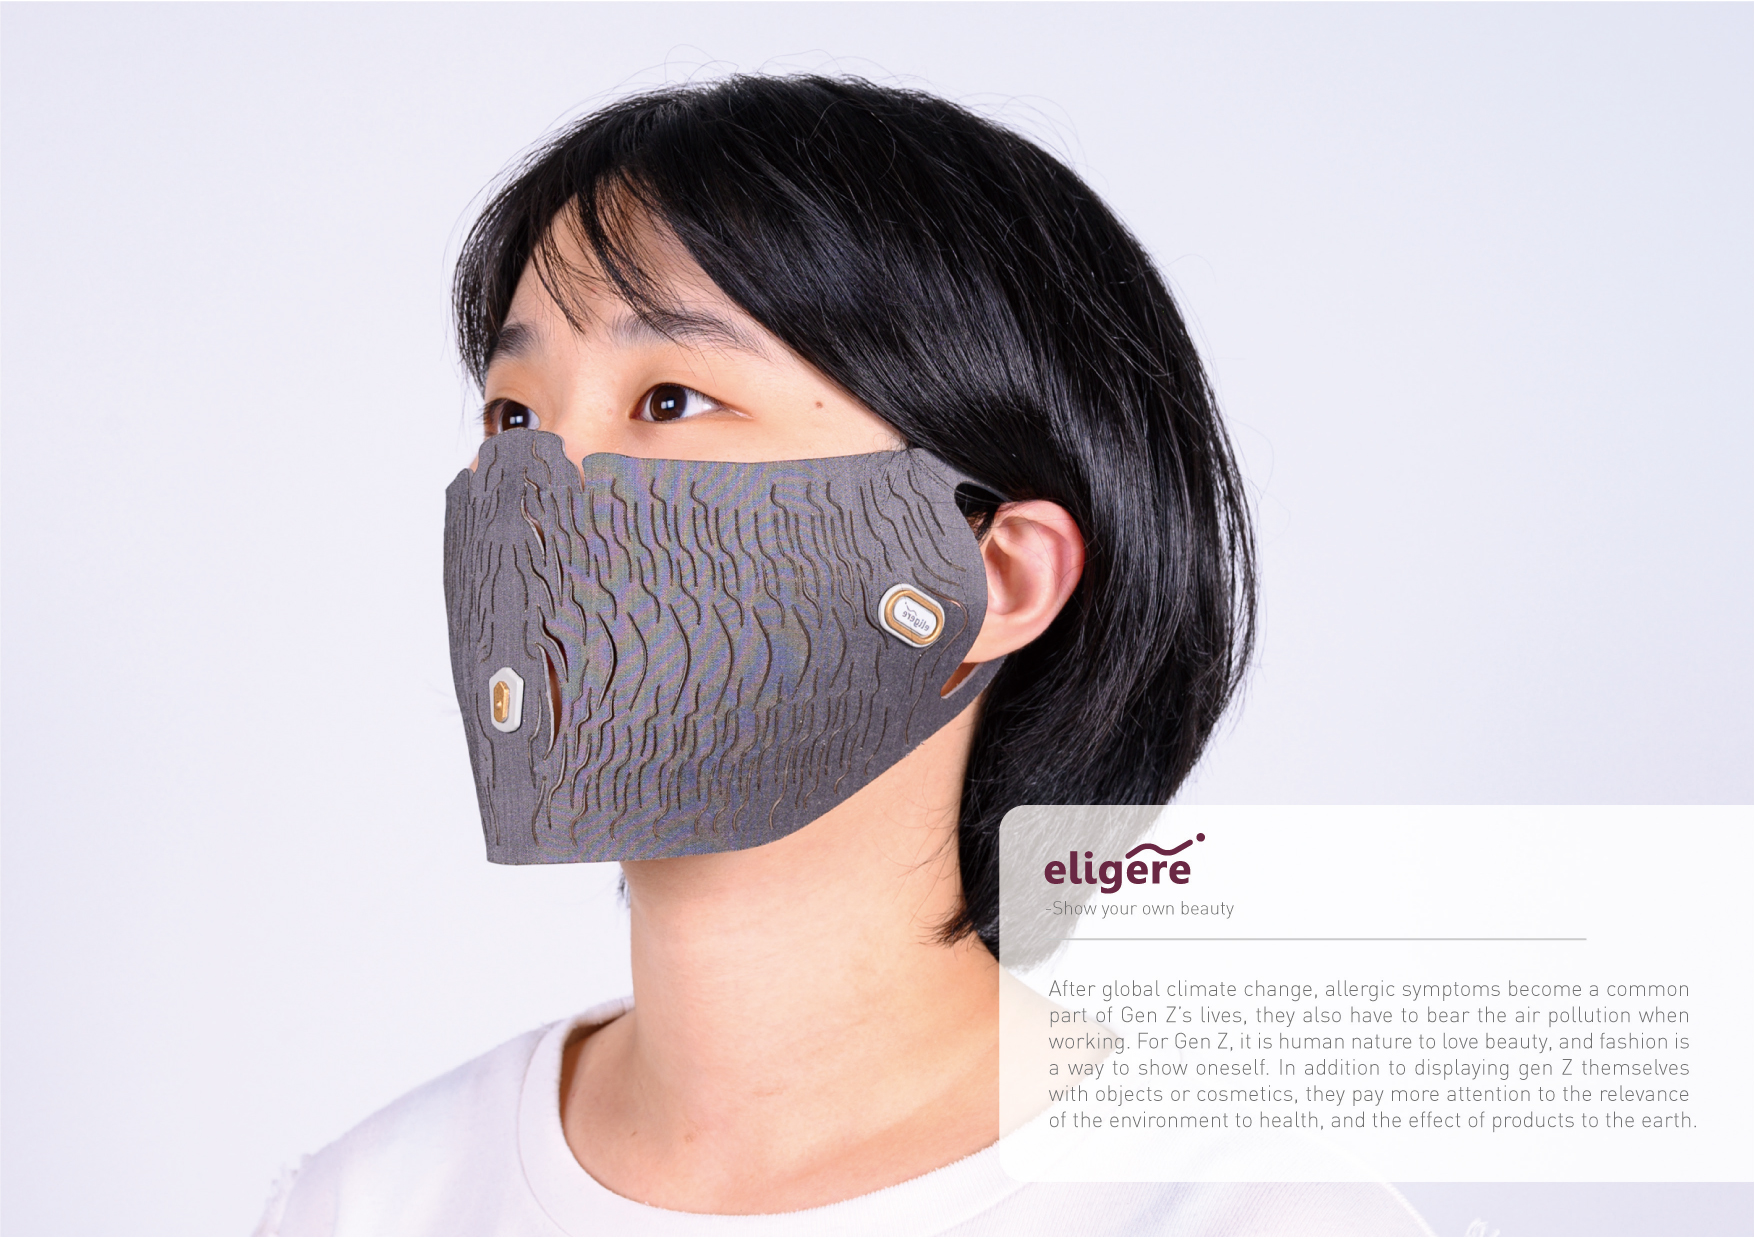 eligere
eligere
-Show your own beauty
After global climate change, allergic symptoms become a common
part of Gen Z's lives, they also have to bear the air pollution when
working. For Gen Z, it is human nature to love beauty, and fashion is
a way to show oneself. In addition to displaying gen Z themselves
with objects or cosmetics, they pay more attention to the relevance
of the environment to health, and the effect of products to the earth.